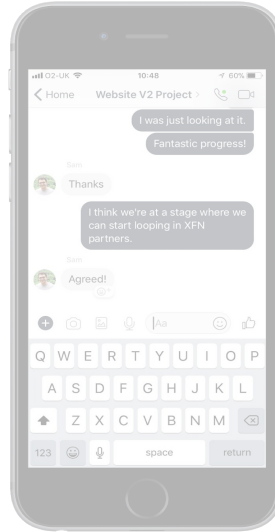 O2-UK 10:48 60%
Home Website V2 Project
I was just looking at it.
Fantastic progress!
Sam
Thanks
I think we're at a stage where we
can start looping in XFN
partners.
Sam
Agreed!
Aa
Q W E R T Y U I O P
A S D F G H J K L
Z X C V B N M
123 space return